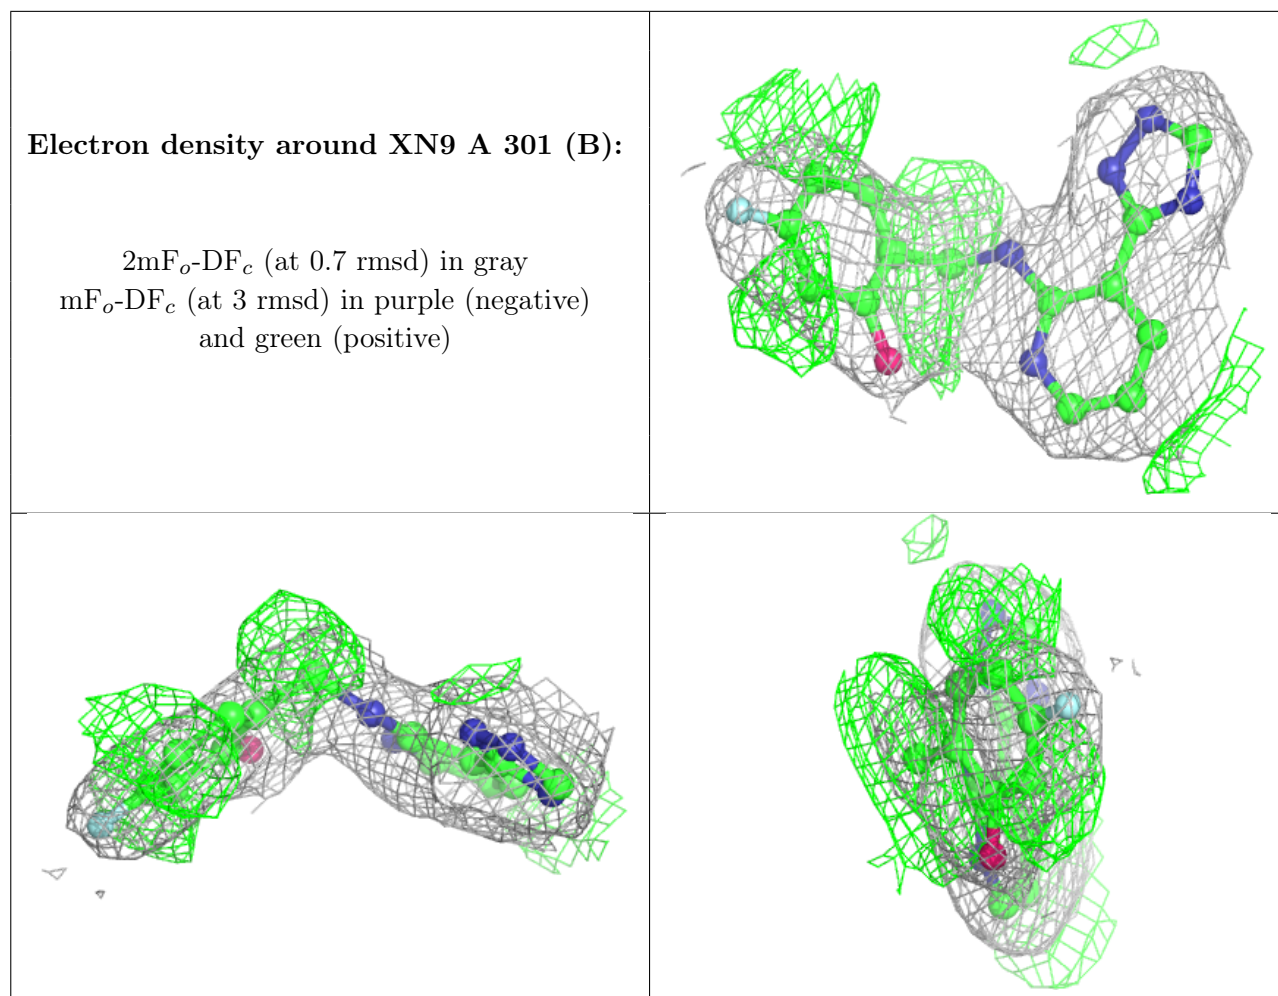 Electron density around XN9 A 301 (B):
2mFo-DFc (at 0.7 rmsd) in gray
mFo-DFc (at 3 rmsd) in purple (negative)
and green (positive)